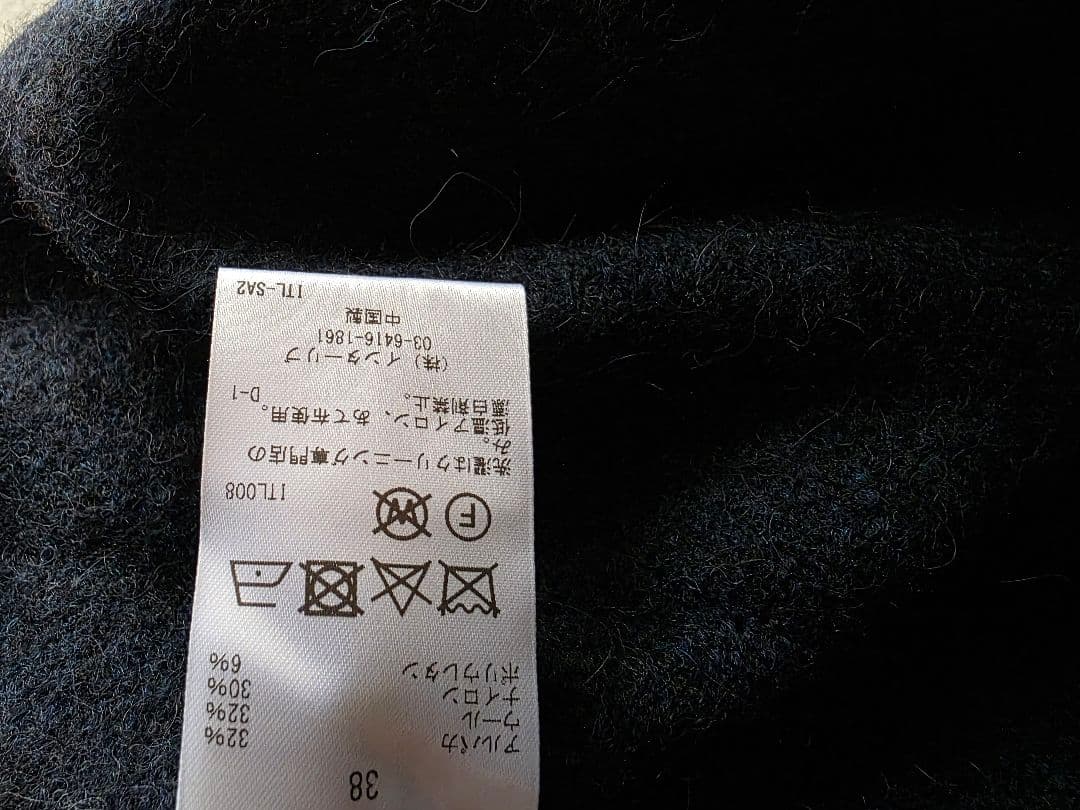 38
アルパカ 32%
ウール 32%
ナイロン 30%
ポリウレタン 6%
F W
ITL008
洗濯はクリーニング専門店の
み。
低温アイロン、あて布使用。
漂白剤禁止。 D-1
(株)インターリブ
03-6416-1861
中国製
ITL-SA2